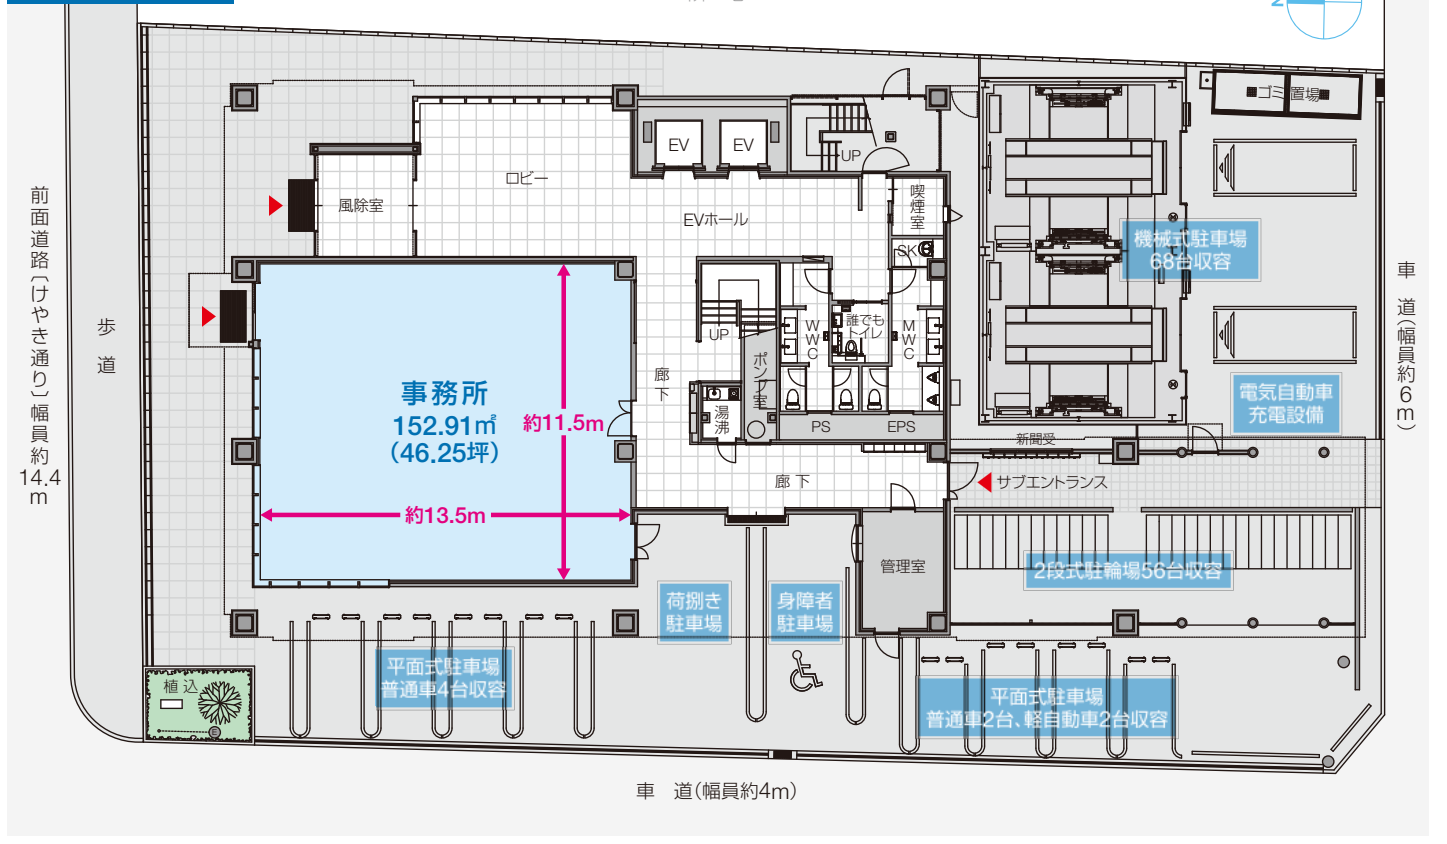 ゴミ置場
EV
EV
UP
ロビー
風除室
EVホール
喫煙室
SK
機械式駐車場
68台収容
前面道路〔けやき通り〕幅員約14.4m
歩道
車 道(幅員約6m)
UP
ポンプ室
WWC
誰でも
トイレ
MWC
廊下
事務所
152.91㎡
(46.25坪)
約11.5m
湯沸
PS
EPS
電気自動車
充電設備
新聞受
廊下
サブエントランス
約13.5m
管理室
2段式駐輪場56台収容
荷捌き
駐車場
身障者
駐車場
平面式駐車場
普通車4台収容
植込
E
平面式駐車場
普通車2台、軽自動車2台収容
車 道(幅員約4m)